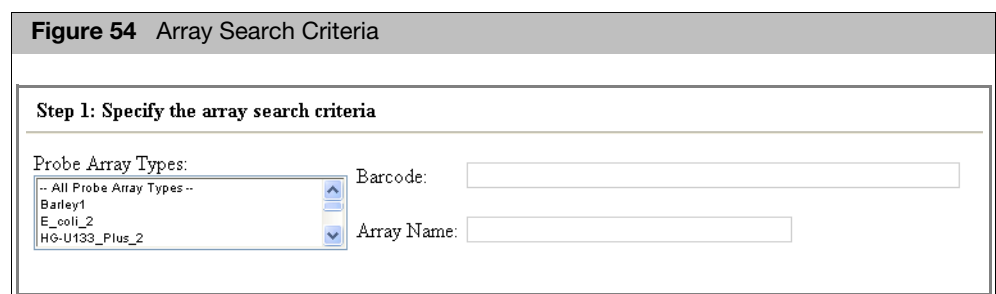 Figure 54 Array Search Criteria
Step 1: Specify the array search criteria
Probe Array Types:
-- All Probe Array Types --
Barley1
E_coli_2
HG-U133_Plus_2
Barcode:
Array Name: